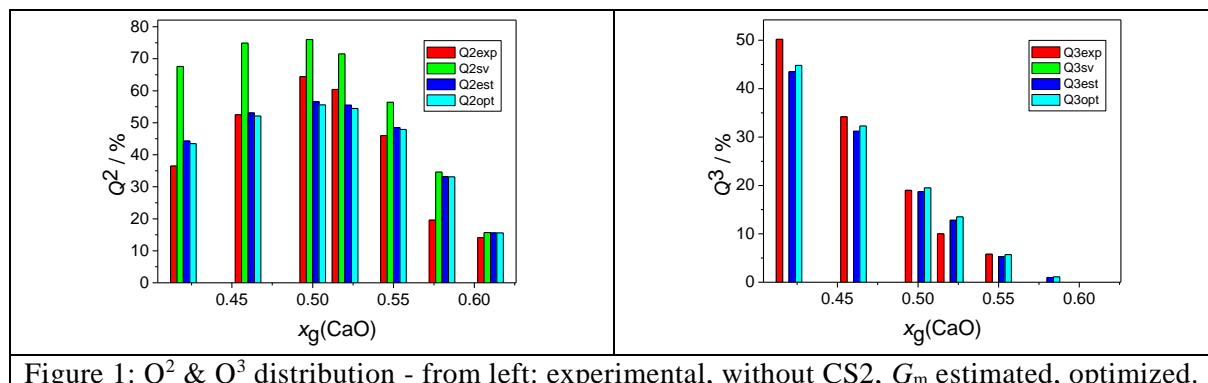 80
70
60
50
40
30
20
10
0
Q² / %
Q2exp
Q2sv
Q2est
Q2opt
0.45 0.50 0.55 0.60
xg(CaO)
50
40
30
20
10
0
Q³ / %
Q3exp
Q3sv
Q3est
Q3opt
0.45 0.50 0.55 0.60
xg(CaO)
Figure 1: Q² & Q³ distribution - from left: experimental, without CS2, Gm estimated, optimized.